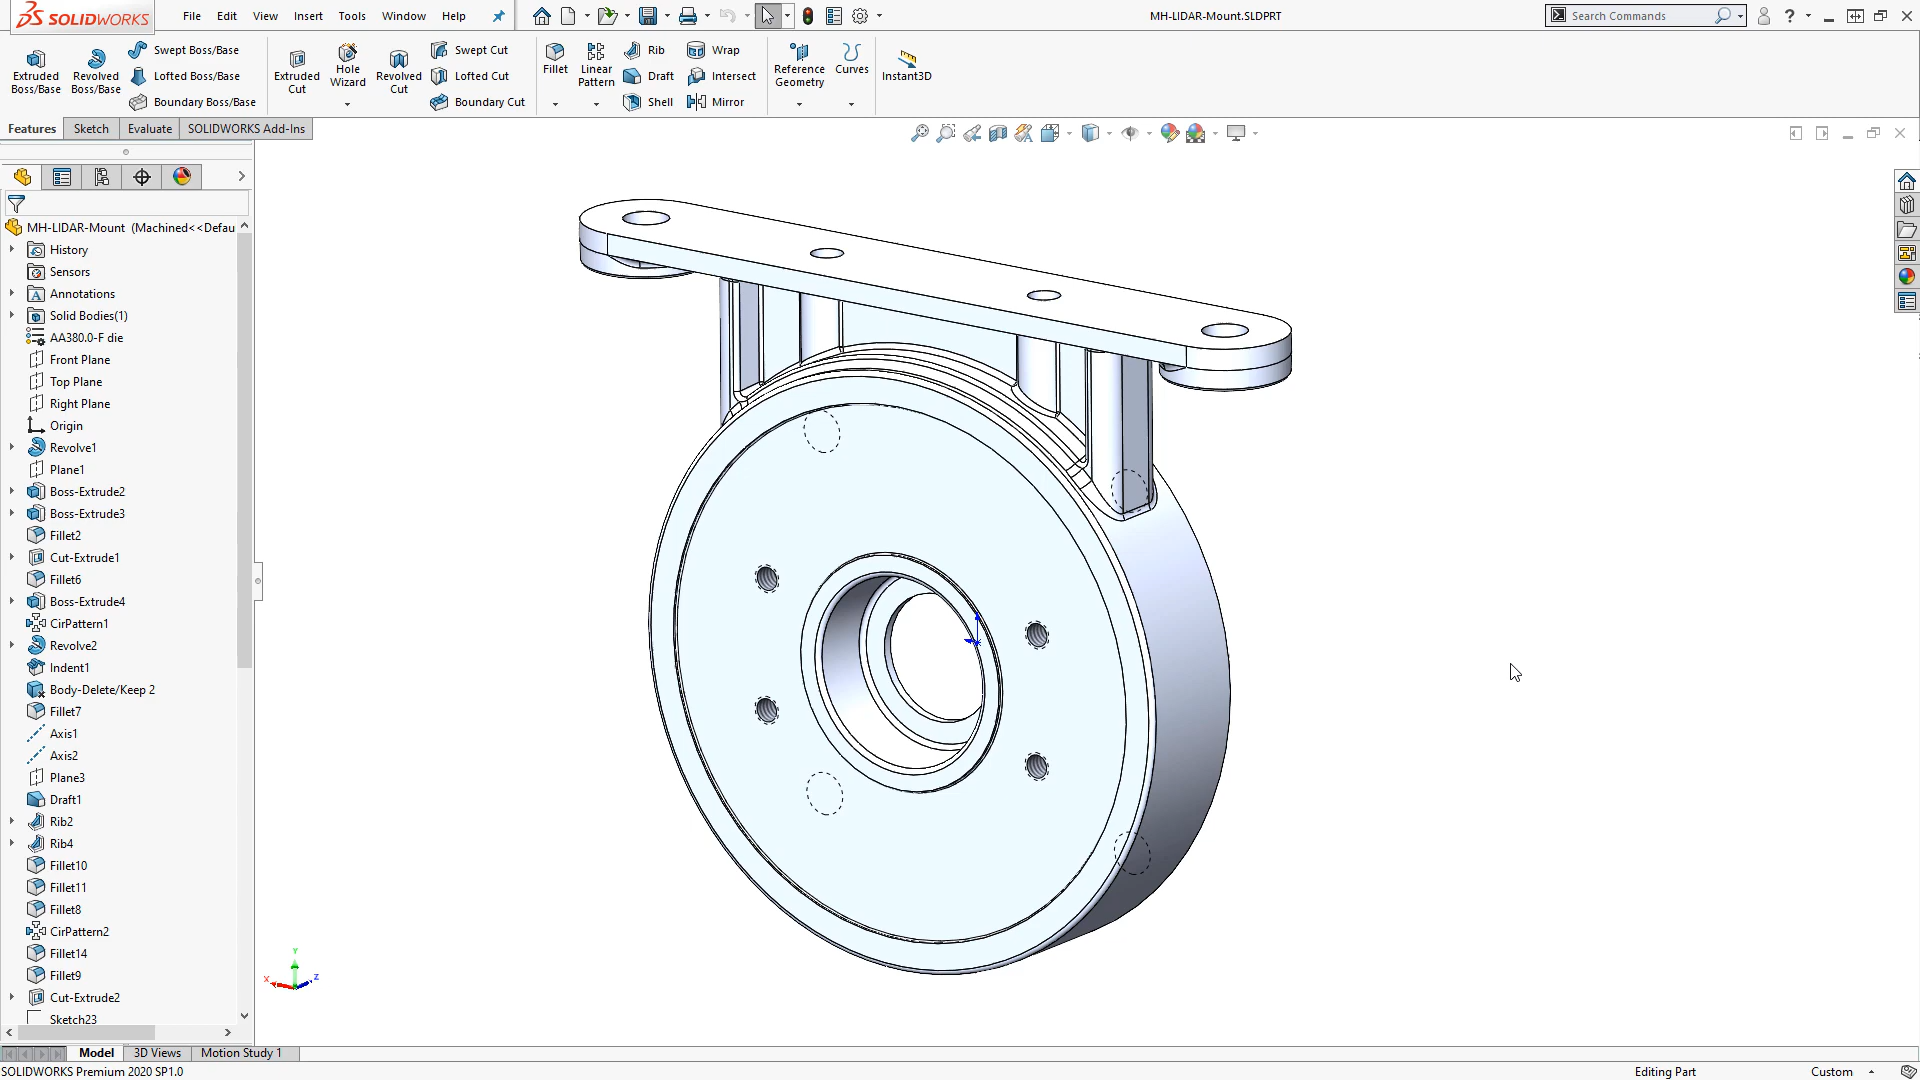 SOLIDWORKS File Edit View Insert Tools Window Help MH-LIDAR-Mount.SLDPRT Search Commands ?
Extruded Boss/Base
Revolved Boss/Base
Swept Boss/Base
Lofted Boss/Base
Boundary Boss/Base
Extruded Cut
Hole Wizard
Revolved Cut
Swept Cut
Lofted Cut
Boundary Cut
Fillet
Linear Pattern
Rib
Draft
Shell
Wrap
Intersect
Mirror
Reference Geometry
Curves
Instant3D
Features Sketch Evaluate SOLIDWORKS Add-Ins
MH-LIDAR-Mount (Machined<<Defau
History
Sensors
Annotations
Solid Bodies(1)
AA380.0-F die
Front Plane
Top Plane
Right Plane
Origin
Revolve1
Plane1
Boss-Extrude2
Boss-Extrude3
Fillet2
Cut-Extrude1
Fillet6
Boss-Extrude4
CirPattern1
Revolve2
Indent1
Body-Delete/Keep 2
Fillet7
Axis1
Axis2
Plane3
Draft1
Rib2
Rib4
Fillet10
Fillet11
Fillet8
CirPattern2
Fillet14
Fillet9
Cut-Extrude2
Sketch23
Y
X
Z
Model 3D Views Motion Study 1
SOLIDWORKS Premium 2020 SP1.0 Editing Part Custom